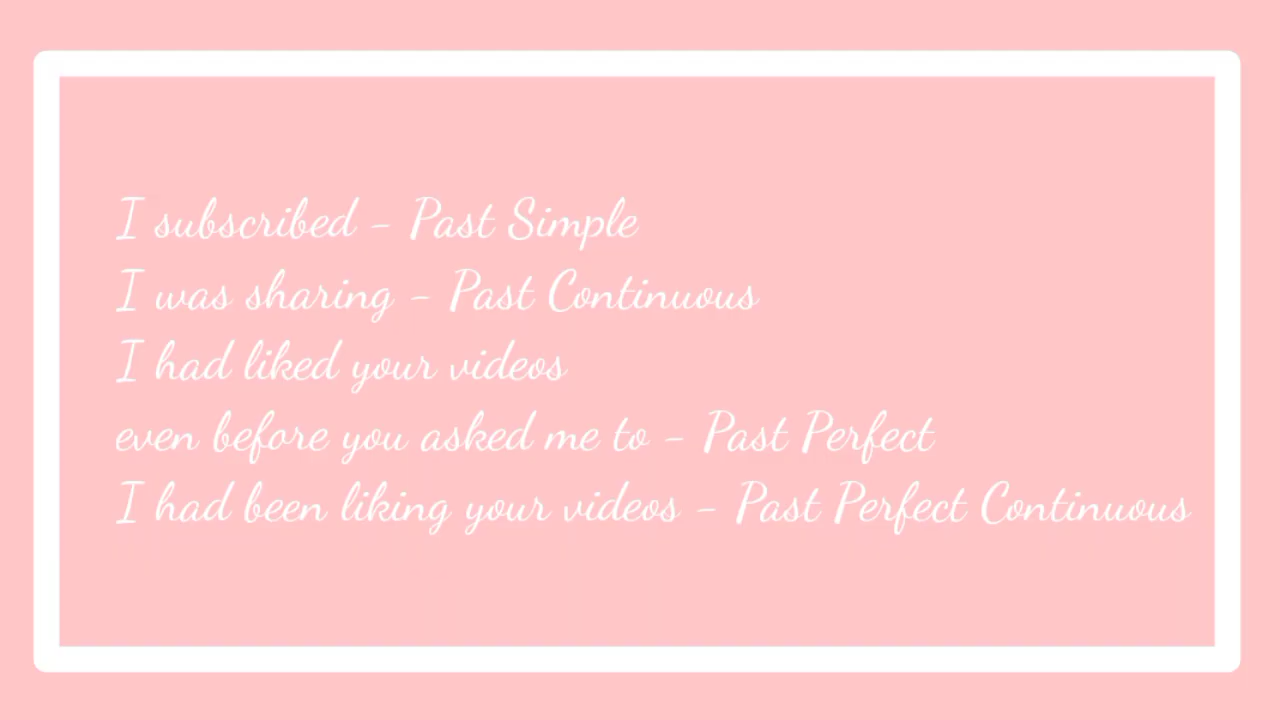 I subscribed - Past Simple
I was sharing - Past Continuous
I had liked your videos
even before you asked me to - Past Perfect
I had been liking your videos - Past Perfect Continuous